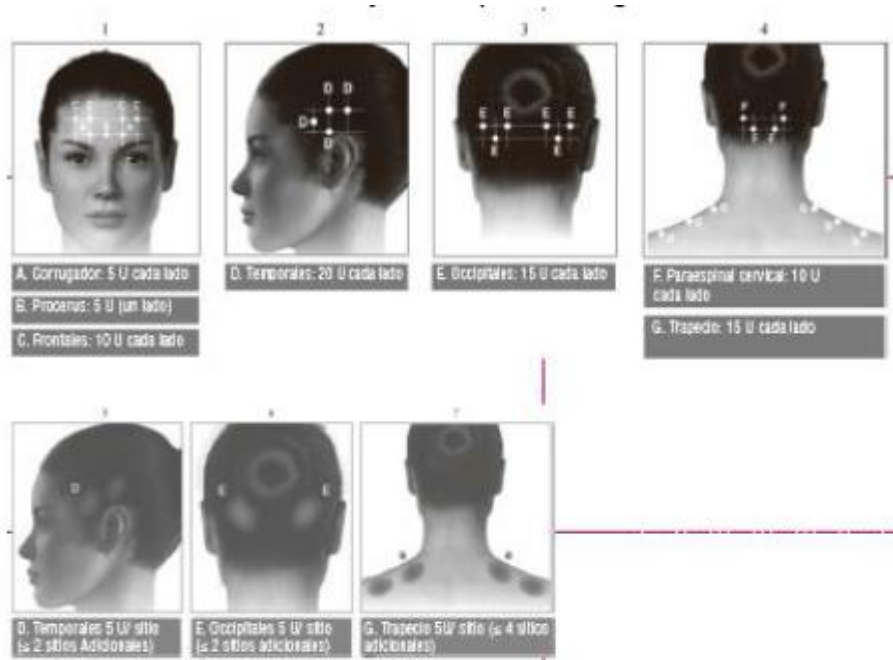 1
2
3
4
C C C C
A A
B
D D
D
D
E E E E
E E
F F
F F
A. Corrugador: 5 U cada lado
B. Procerus: 5 U (un lado)
C. Frontales: 10 U cada lado
D. Temporales: 20 U cada lado
E. Occipitales: 15 U cada lado
F. Paraespinal cervical: 10 U
cada lado
G. Trapecio: 15 U cada lado
5
6
7
D
E E
D. Temporales 5 U/ sitio
(≤ 2 sitios Adicionales)
E. Occipitales 5 U/ sitio
(≤ 2 sitios adicionales)
G. Trapecio 5U/ sitio (≤ 4 sitios
adicionales)